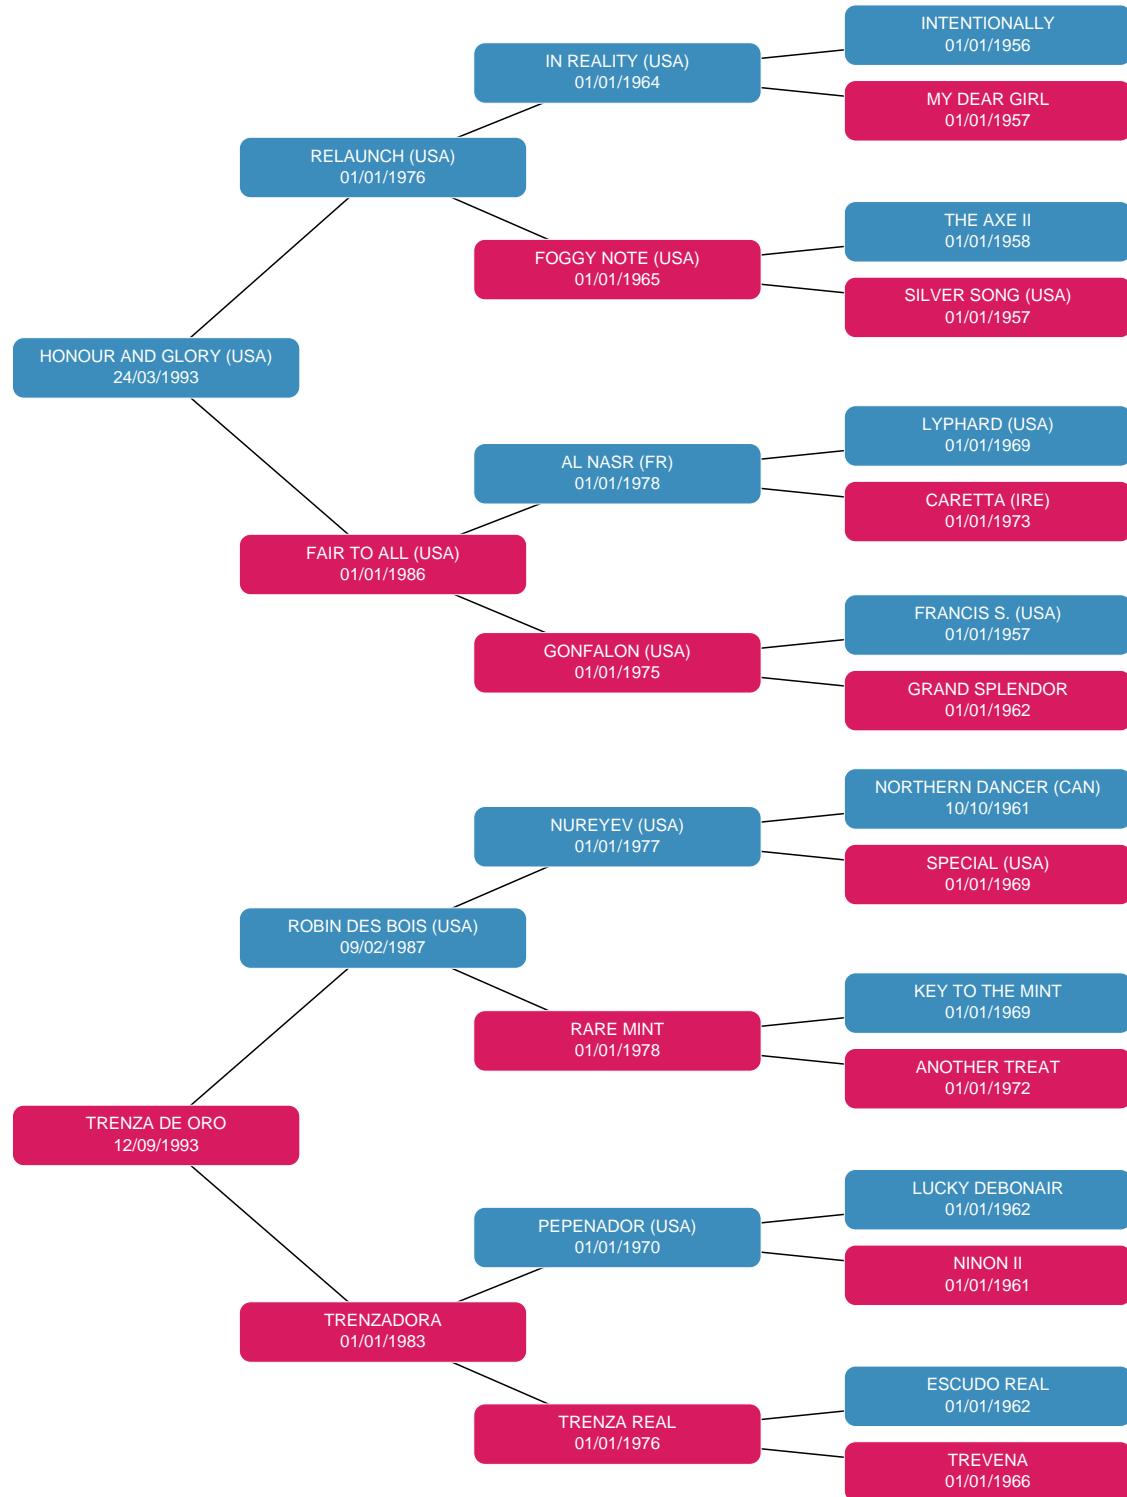 INTENTIONALLY
01/01/1956
IN REALITY (USA)
01/01/1964
MY DEAR GIRL
01/01/1957
RELAUNCH (USA)
01/01/1976
THE AXE II
01/01/1958
FOGGY NOTE (USA)
01/01/1965
SILVER SONG (USA)
01/01/1957
HONOUR AND GLORY (USA)
24/03/1993
LYPHARD (USA)
01/01/1969
AL NASR (FR)
01/01/1978
CARETTA (IRE)
01/01/1973
FAIR TO ALL (USA)
01/01/1986
FRANCIS S. (USA)
01/01/1957
GONFALON (USA)
01/01/1975
GRAND SPLENDOR
01/01/1962
NORTHERN DANCER (CAN)
10/10/1961
NUREYEV (USA)
01/01/1977
SPECIAL (USA)
01/01/1969
ROBIN DES BOIS (USA)
09/02/1987
KEY TO THE MINT
01/01/1969
RARE MINT
01/01/1978
ANOTHER TREAT
01/01/1972
TRENZA DE ORO
12/09/1993
LUCKY DEBONAIR
01/01/1962
PEPENADOR (USA)
01/01/1970
NINON II
01/01/1961
TRENZADORA
01/01/1983
ESCUDO REAL
01/01/1962
TRENZA REAL
01/01/1976
TREVENA
01/01/1966